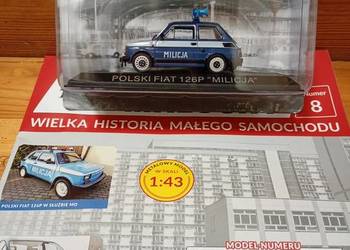 MILICJA
POLSKI FIAT 126P "MILICJA"
Numer
8
WIELKA HISTORIA MAŁEGO SAMOCHODU
MILICJA
POLSKI FIAT 126P W SŁUŻBIE MO
METALOWY MODEL
W SKALI
1:43
MODEL NUMERU